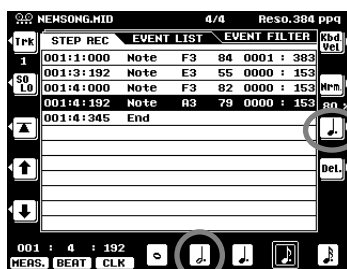 NEWSONG.MID 4/4 Reso.384 ppq
Trk STEP REC EVENT LIST EVENT FILTER Kbd. Vel
1
001:1:000 Note F3 84 0001 : 383
001:3:192 Note E3 55 0000 : 153
SO LO
001:4:000 Note F3 82 0000 : 153 Nrm.
001:4:192 Note A3 79 0000 : 153 80 %
001:4:345 End
Del.
001 : 4 : 192
MEAS. BEAT CLK